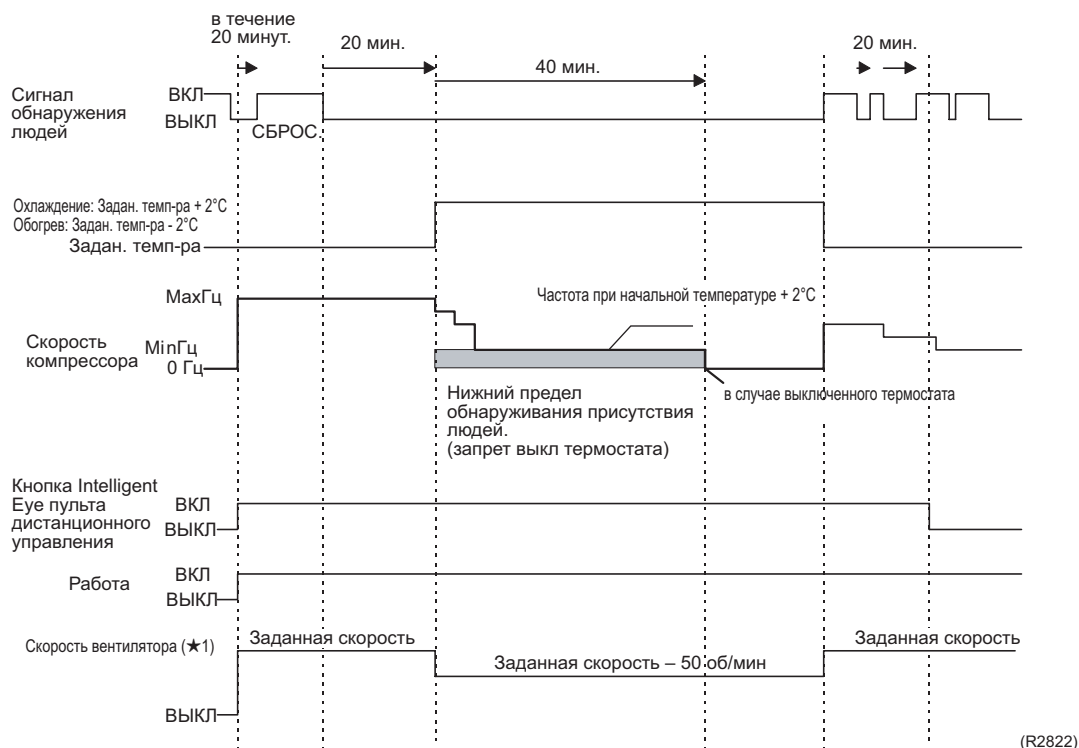 в течение
20 минут.
20 мин.
40 мин.
20 мин.
Сигнал
обнаружения
людей
ВКЛ
ВЫКЛ
СБРОС.
Охлаждение: Задан. темп-ра + 2°C
Обогрев: Задан. темп-ра - 2°C
Задан. темп-ра
MaxГц
Частота при начальной температуре + 2°C
Скорость
компрессора
MinГц
0 Гц
Нижний предел
обнаруживания присутствия
людей.
(запрет выкл термостата)
в случае выключенного термостата
Кнопка Intelligent
Eye пульта
дистанционного
управления
ВКЛ
ВЫКЛ
Работа
ВКЛ
ВЫКЛ
Скорость вентилятора (★1)
Заданная скорость
Заданная скорость – 50 об/мин
Заданная скорость
ВЫКЛ
(R2822)